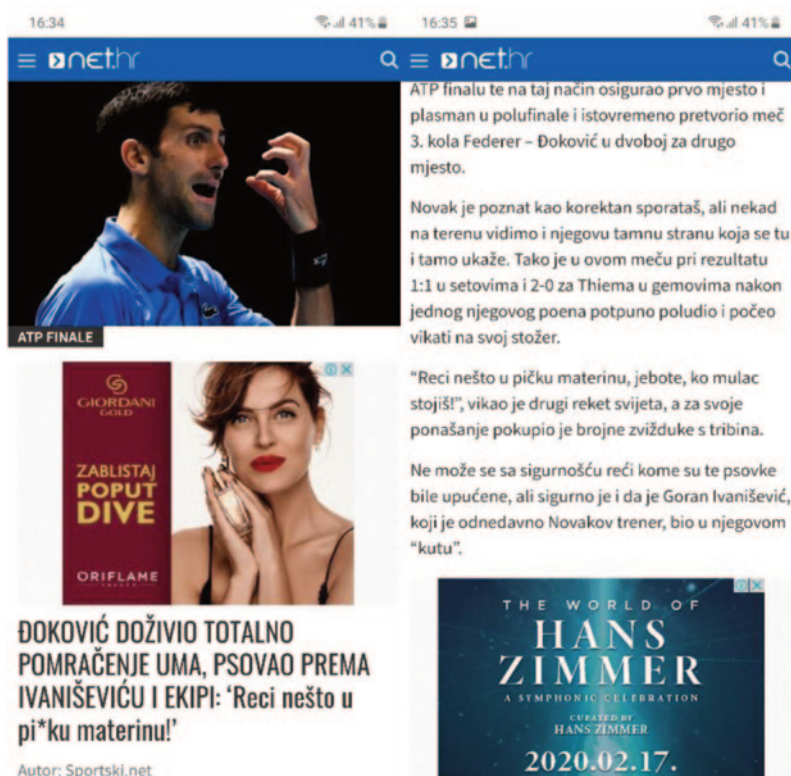 16:34
41%
net.hr
ATP FINALE
GIORDANI
GOLD
ZABLISTAJ
POPUT
DIVE
ORIFLAME
SWEDEN
ĐOKOVIĆ DOŽIVIO TOTALNO
POMRAČENJE UMA, PSOVAO PREMA
IVANIŠEVIĆU I EKIPI: ‘Reci nešto u
pi*ku materinu!’
Autor: Sportski.net
16:35
41%
net.hr
ATP finalu te na taj način osigurao prvo mjesto i
plasman u polufinale i istovremeno pretvorio meč
3. kola Federer – Đoković u dvoboj za drugo
mjesto.
Novak je poznat kao korektan sporataš, ali nekad
na terenu vidimo i njegovu tamnu stranu koja se tu
i tamo ukaže. Tako je u ovom meču pri rezultatu
1:1 u setovima i 2-0 za Thiema u gemovima nakon
jednog njegovog poena potpuno poludio i počeo
vikati na svoj stožer.
“Reci nešto u pičku materinu, jebote, ko mulac
stojiš!”, vikao je drugi reket svijeta, a za svoje
ponašanje pokupio je brojne zvižduke s tribina.
Ne može se sa sigurnošću reći kome su te psovke
bile upućene, ali sigurno je i da je Goran Ivanišević,
koji je odnedavno Novakov trener, bio u njegovom
“kutu”.
THE WORLD OF
HANS
ZIMMER
A SYMPHONIC CELEBRATION
CURATED BY
HANS ZIMMER
2020.02.17.